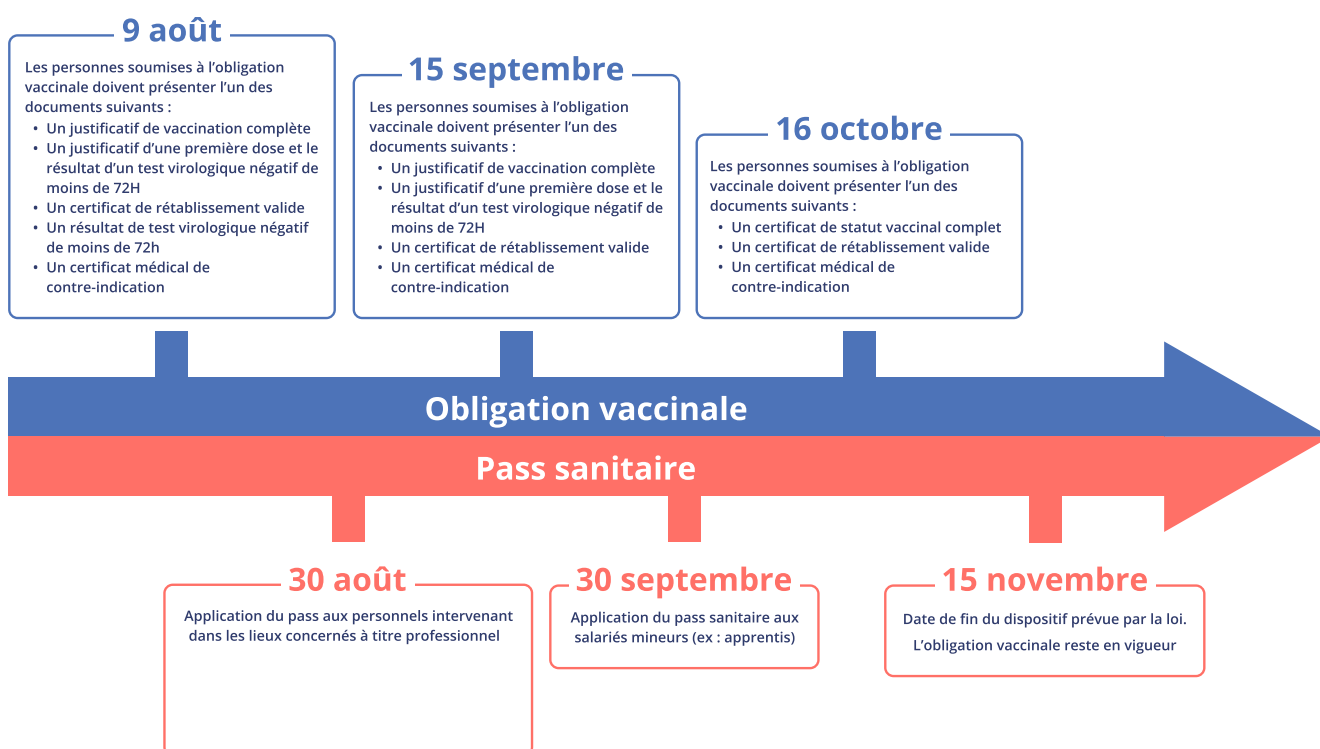 9 août
Les personnes soumises à l’obligation
vaccinale doivent présenter l’un des
documents suivants :
• Un justificatif de vaccination complète
• Un justificatif d’une première dose et le
résultat d’un test virologique négatif de
moins de 72H
• Un certificat de rétablissement valide
• Un résultat de test virologique négatif
de moins de 72h
• Un certificat médical de
contre-indication
15 septembre
Les personnes soumises à l’obligation
vaccinale doivent présenter l’un des
documents suivants :
• Un justificatif de vaccination complète
• Un justificatif d’une première dose et le
résultat d’un test virologique négatif de
moins de 72H
• Un certificat de rétablissement valide
• Un certificat médical de
contre-indication
16 octobre
Les personnes soumises à l’obligation
vaccinale doivent présenter l’un des
documents suivants :
• Un certificat de statut vaccinal complet
• Un certificat de rétablissement valide
• Un certificat médical de
contre-indication
Obligation vaccinale
Pass sanitaire
30 août
Application du pass aux personnels intervenant
dans les lieux concernés à titre professionnel
30 septembre
Application du pass sanitaire aux
salariés mineurs (ex : apprentis)
15 novembre
Date de fin du dispositif prévue par la loi.
L’obligation vaccinale reste en vigueur